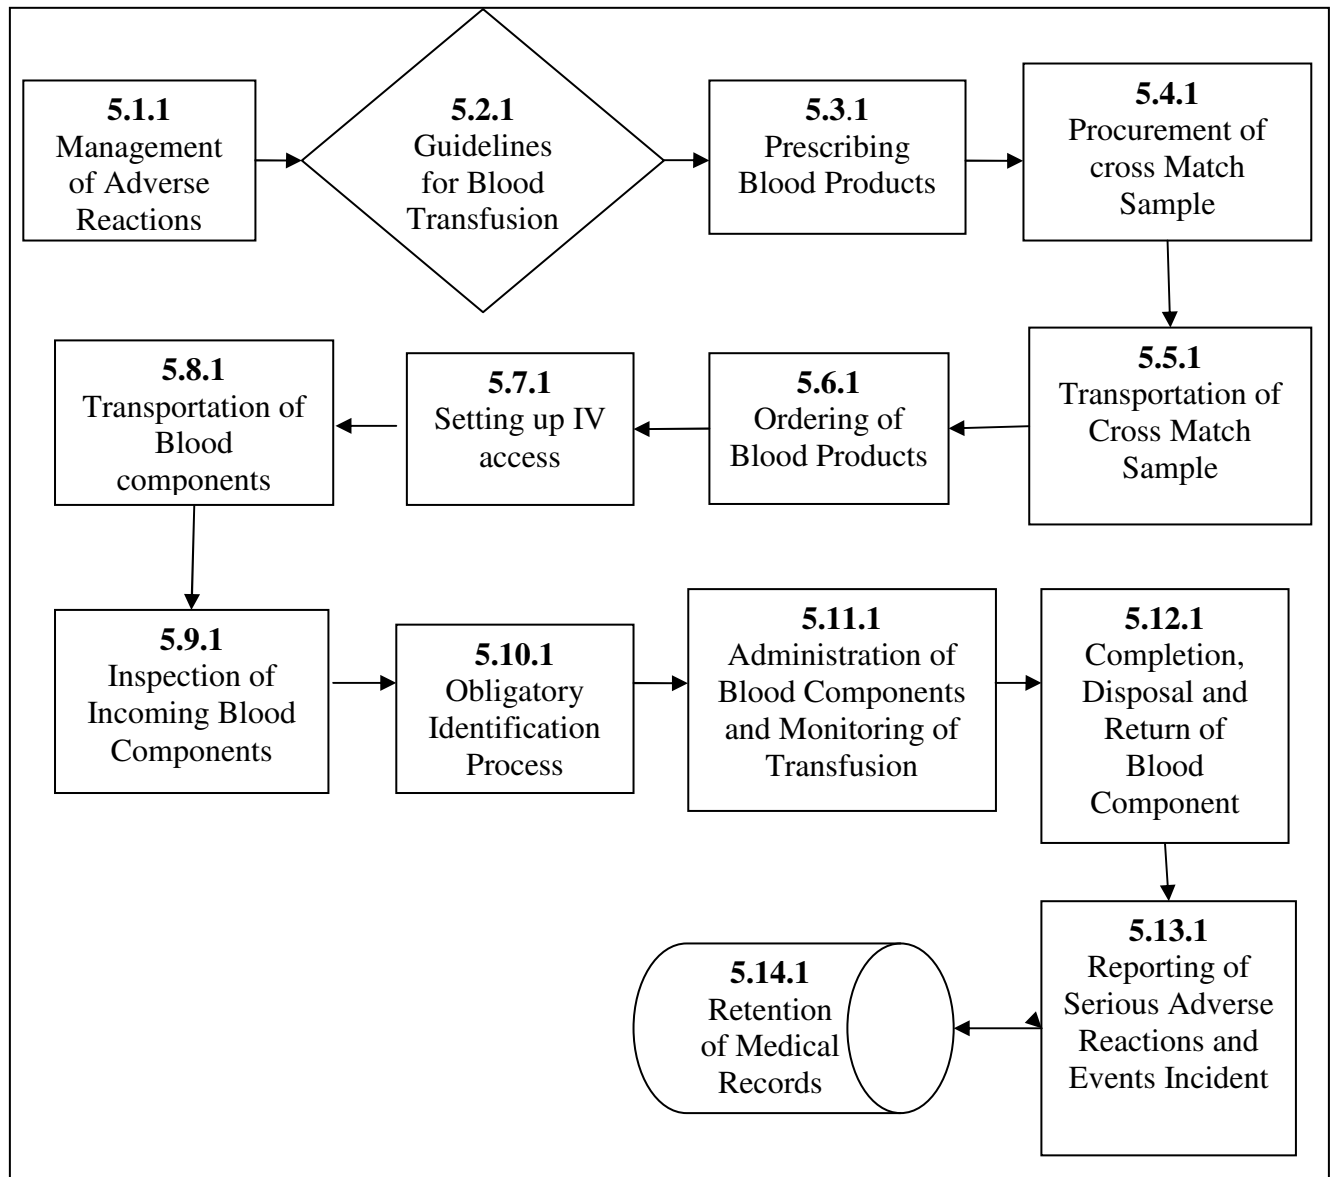 5.1.1
Management
of Adverse
Reactions
5.2.1
Guidelines
for Blood
Transfusion
5.3.1
Prescribing
Blood Products
5.4.1
Procurement of
cross Match
Sample
5.5.1
Transportation of
Cross Match
Sample
5.6.1
Ordering of
Blood Products
5.7.1
Setting up IV
access
5.8.1
Transportation of
Blood
components
5.9.1
Inspection of
Incoming Blood
Components
5.10.1
Obligatory
Identification
Process
5.11.1
Administration of
Blood Components
and Monitoring of
Transfusion
5.12.1
Completion,
Disposal and
Return of
Blood
Component
5.13.1
Reporting of
Serious Adverse
Reactions and
Events Incident
5.14.1
Retention
of Medical
Records